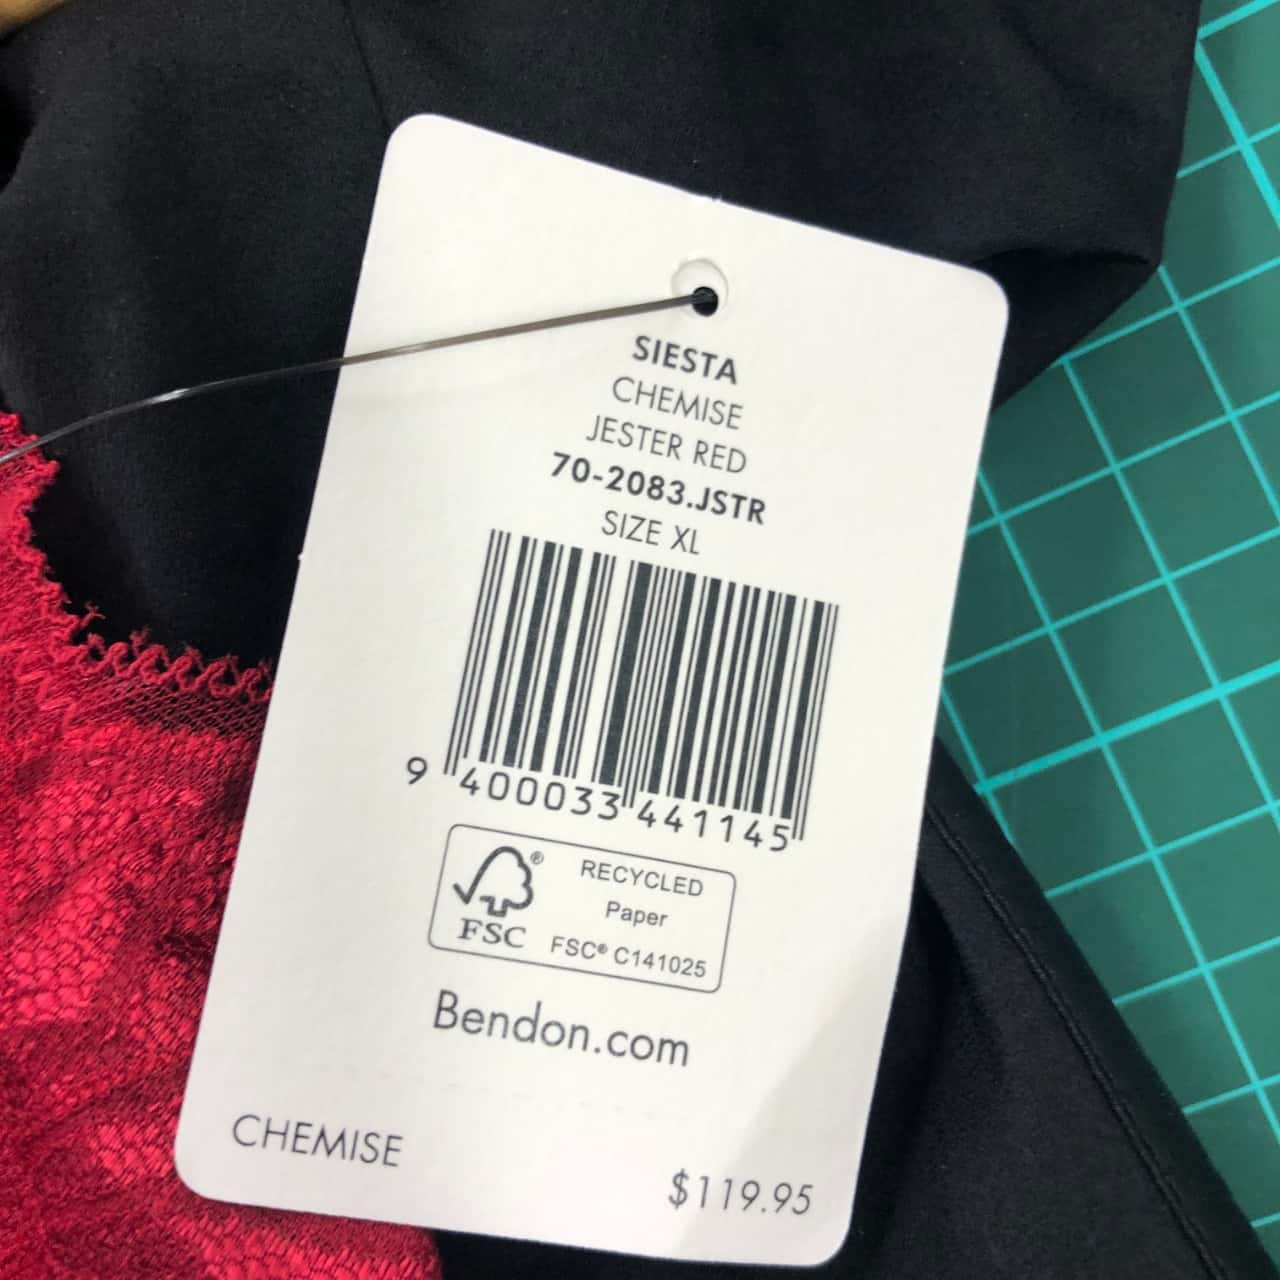 SIESTA
CHEMISE
JESTER RED
70-2083.JSTR
SIZE XL
9 400033 441145
FSC®
RECYCLED
Paper
FSC® C141025
Bendon.com
CHEMISE
$119.95